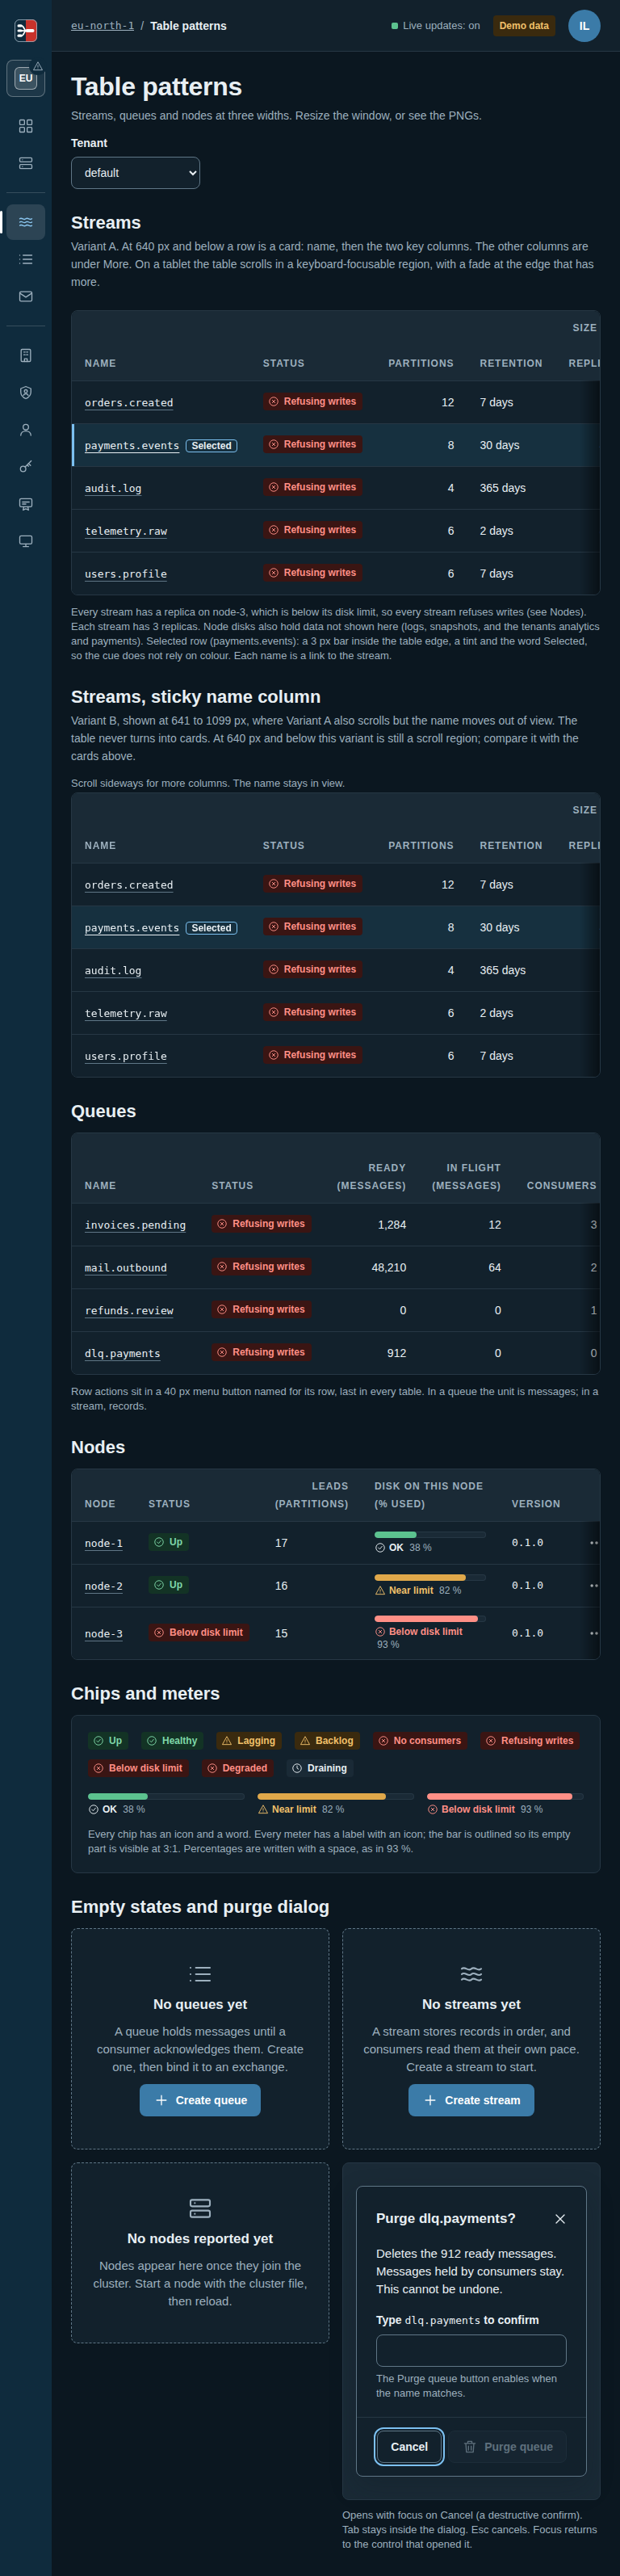 eu-north-1 / Table patterns
Live updates: on
Demo data
IL
EU
Table patterns
Streams, queues and nodes at three widths. Resize the window, or see the PNGs.
Tenant
default
Streams
Variant A. At 640 px and below a row is a card: name, then the two key columns. The other columns are
under More. On a tablet the table scrolls in a keyboard-focusable region, with a fade at the edge that has
more.
SIZE
NAME STATUS PARTITIONS RETENTION REPLI
orders.created Refusing writes 12 7 days
payments.events Selected Refusing writes 8 30 days
audit.log Refusing writes 4 365 days
telemetry.raw Refusing writes 6 2 days
users.profile Refusing writes 6 7 days
Every stream has a replica on node-3, which is below its disk limit, so every stream refuses writes (see Nodes).
Each stream has 3 replicas. Node disks also hold data not shown here (logs, snapshots, and the tenants analytics
and payments). Selected row (payments.events): a 3 px bar inside the table edge, a tint and the word Selected,
so the cue does not rely on colour. Each name is a link to the stream.
Streams, sticky name column
Variant B, shown at 641 to 1099 px, where Variant A also scrolls but the name moves out of view. The
table never turns into cards. At 640 px and below this variant is still a scroll region; compare it with the
cards above.
Scroll sideways for more columns. The name stays in view.
SIZE
NAME STATUS PARTITIONS RETENTION REPLI
orders.created Refusing writes 12 7 days
payments.events Selected Refusing writes 8 30 days
audit.log Refusing writes 4 365 days
telemetry.raw Refusing writes 6 2 days
users.profile Refusing writes 6 7 days
Queues
READY IN FLIGHT
NAME STATUS (MESSAGES) (MESSAGES) CONSUMERS
invoices.pending Refusing writes 1,284 12 3
mail.outbound Refusing writes 48,210 64 2
refunds.review Refusing writes 0 0 1
dlq.payments Refusing writes 912 0 0
Row actions sit in a 40 px menu button named for its row, last in every table. In a queue the unit is messages; in a
stream, records.
Nodes
LEADS DISK ON THIS NODE
NODE STATUS (PARTITIONS) (% USED) VERSION
node-1 Up 17 OK 38 % 0.1.0
node-2 Up 16 Near limit 82 % 0.1.0
node-3 Below disk limit 15 Below disk limit 0.1.0
93 %
Chips and meters
Up Healthy Lagging Backlog No consumers Refusing writes
Below disk limit Degraded Draining
OK 38 % Near limit 82 % Below disk limit 93 %
Every chip has an icon and a word. Every meter has a label with an icon; the bar is outlined so its empty
part is visible at 3:1. Percentages are written with a space, as in 93 %.
Empty states and purge dialog
No queues yet
A queue holds messages until a
consumer acknowledges them. Create
one, then bind it to an exchange.
Create queue
No streams yet
A stream stores records in order, and
consumers read them at their own pace.
Create a stream to start.
Create stream
No nodes reported yet
Nodes appear here once they join the
cluster. Start a node with the cluster file,
then reload.
Purge dlq.payments?
Deletes the 912 ready messages.
Messages held by consumers stay.
This cannot be undone.
Type dlq.payments to confirm
The Purge queue button enables when
the name matches.
Cancel
Purge queue
Opens with focus on Cancel (a destructive confirm).
Tab stays inside the dialog. Esc cancels. Focus returns
to the control that opened it.